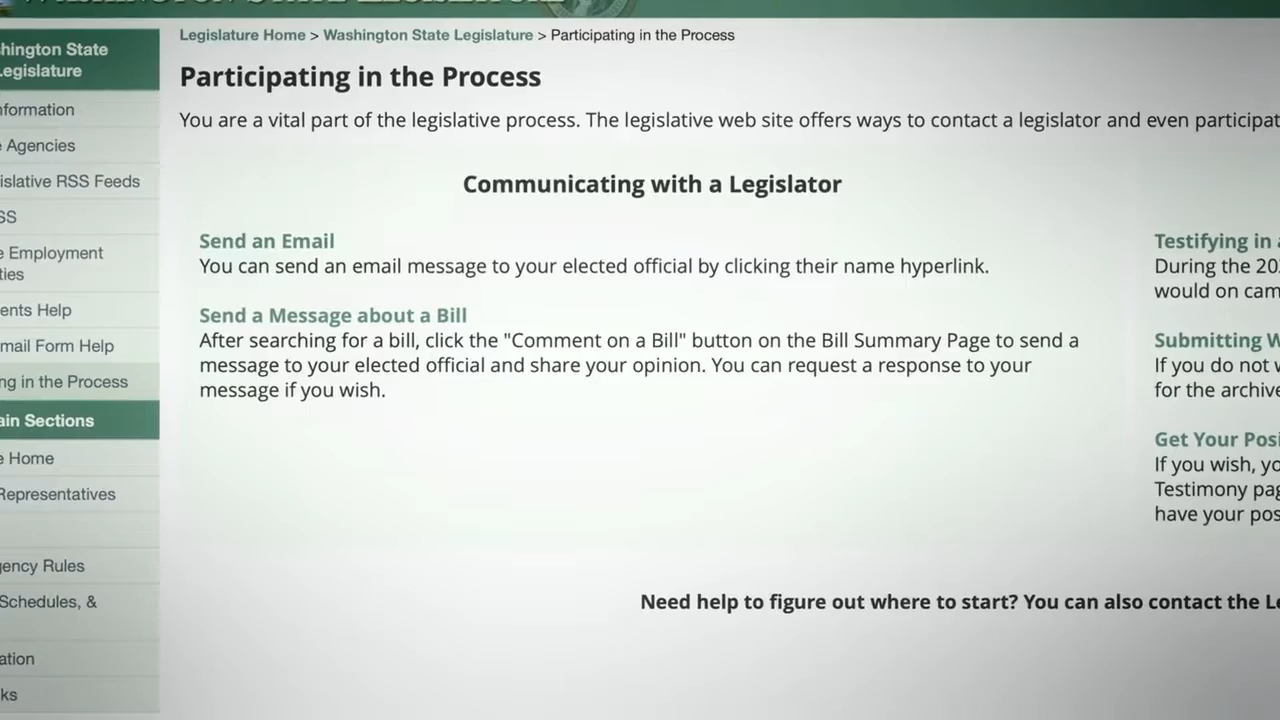 WASHINGTON STATE LEGISLATURE
Legislature Home > Washington State Legislature > Participating in the Process
hington State
Legislature
nformation
e Agencies
islative RSS Feeds
SS
e Employment
ties
ents Help
mail Form Help
ng in the Process
ain Sections
e Home
Representatives
gency Rules
Schedules, &
ation
ks
Participating in the Process
You are a vital part of the legislative process. The legislative web site offers ways to contact a legislator and even participat
Communicating with a Legislator
Send an Email
You can send an email message to your elected official by clicking their name hyperlink.
Send a Message about a Bill
After searching for a bill, click the "Comment on a Bill" button on the Bill Summary Page to send a
message to your elected official and share your opinion. You can request a response to your
message if you wish.
Testifying in a
During the 20
would on cam
Submitting W
If you do not w
for the archive
Get Your Posi
If you wish, yo
Testimony pag
have your pos
Need help to figure out where to start? You can also contact the Le